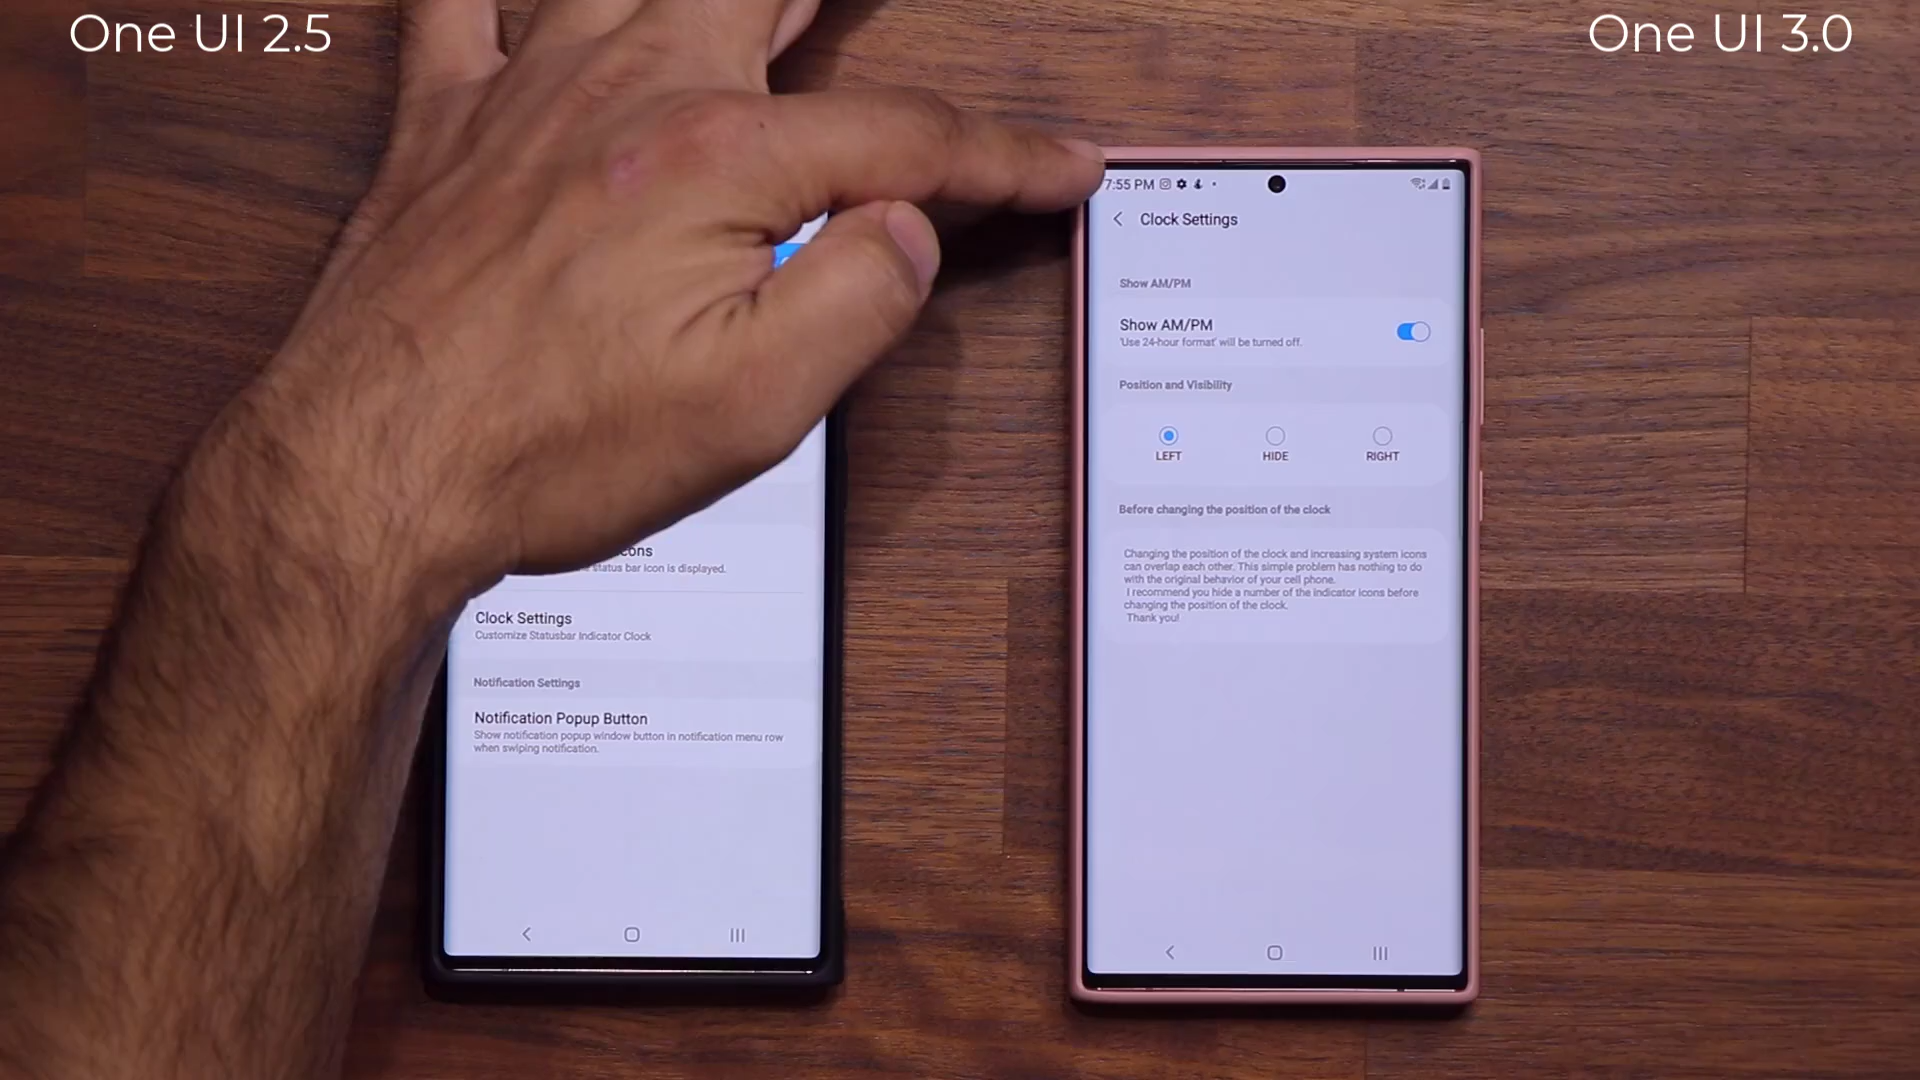 One UI 2.5
One UI 3.0
cons
status bar icon is displayed.
Clock Settings
Customize Statusbar Indicator Clock
Notification Settings
Notification Popup Button
Show notification popup window button in notification menu row
when swiping notification.
7:55 PM
Clock Settings
Show AM/PM
Show AM/PM
'Use 24-hour format' will be turned off.
Position and Visibility
LEFT
HIDE
RIGHT
Before changing the position of the clock
Changing the position of the clock and increasing system icons
can overlap each other. This simple problem has nothing to do
with the original behavior of your cell phone.
I recommend you hide a number of the indicator icons before
changing the position of the clock.
Thank you!